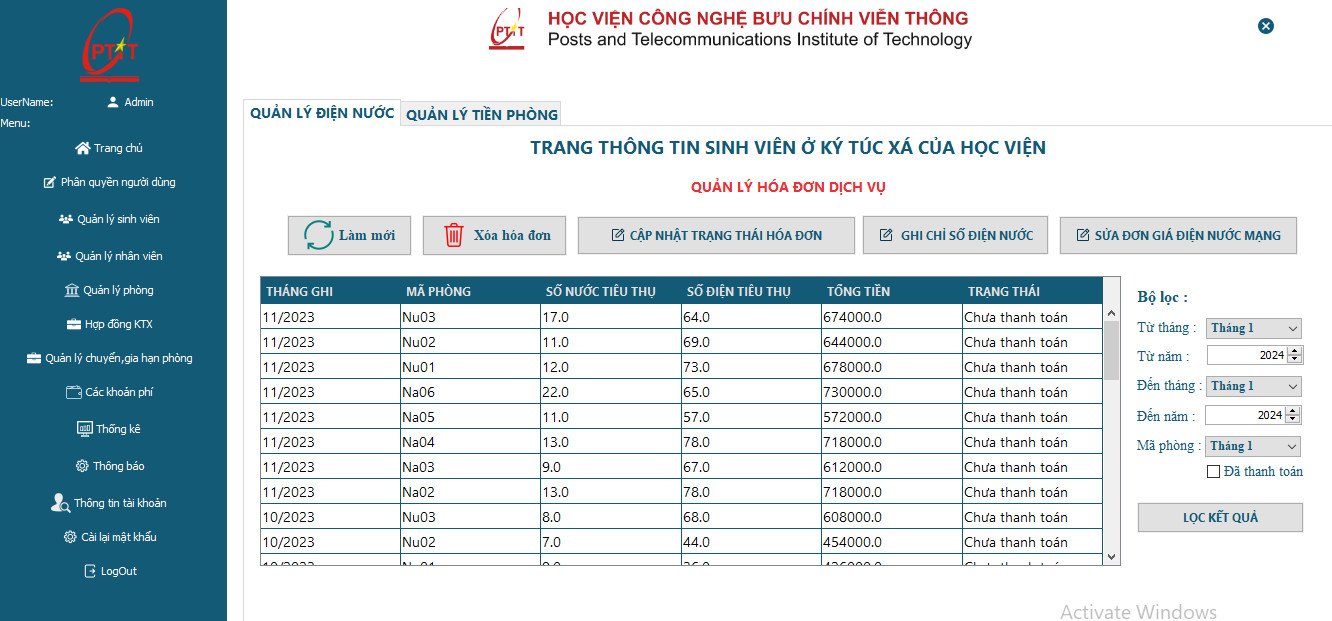 PTIT
UserName:
Admin
Menu:
Trang chủ
Phân quyền người dùng
Quản lý sinh viên
Quản lý nhân viên
Quản lý phòng
Hợp đồng KTX
Quản lý chuyển,gia hạn phòng
Các khoản phí
Thống kê
Thông báo
Thông tin tài khoản
Cài lại mật khẩu
LogOut
PTIT
HỌC VIỆN CÔNG NGHỆ BƯU CHÍNH VIỄN THÔNG
Posts and Telecommunications Institute of Technology
QUẢN LÝ ĐIỆN NƯỚC
QUẢN LÝ TIỀN PHÒNG
TRANG THÔNG TIN SINH VIÊN Ở KÝ TÚC XÁ CỦA HỌC VIỆN
QUẢN LÝ HÓA ĐƠN DỊCH VỤ
Làm mới
Xóa hóa đơn
CẬP NHẬT TRẠNG THÁI HÓA ĐƠN
GHI CHỈ SỐ ĐIỆN NƯỚC
SỬA ĐƠN GIÁ ĐIỆN NƯỚC MẠNG
THÁNG GHI MÃ PHÒNG SỐ NƯỚC TIÊU THỤ SỐ ĐIỆN TIÊU THỤ TỔNG TIỀN TRẠNG THÁI
11/2023 Nu03 17.0 64.0 674000.0 Chưa thanh toán
11/2023 Nu02 11.0 69.0 644000.0 Chưa thanh toán
11/2023 Nu01 12.0 73.0 678000.0 Chưa thanh toán
11/2023 Na06 22.0 65.0 730000.0 Chưa thanh toán
11/2023 Na05 11.0 57.0 572000.0 Chưa thanh toán
11/2023 Na04 13.0 78.0 718000.0 Chưa thanh toán
11/2023 Na03 9.0 67.0 612000.0 Chưa thanh toán
11/2023 Na02 13.0 78.0 718000.0 Chưa thanh toán
10/2023 Nu03 8.0 68.0 608000.0 Chưa thanh toán
10/2023 Nu02 7.0 44.0 454000.0 Chưa thanh toán
Bộ lọc :
Từ tháng : Tháng 1
Từ năm : 2024
Đến tháng : Tháng 1
Đến năm : 2024
Mã phòng : Tháng 1
Đã thanh toán
LỌC KẾT QUẢ
Activate Windows